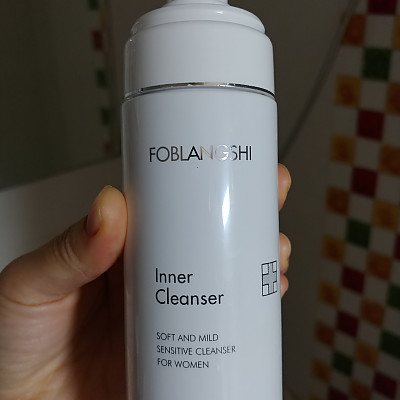 FOBLANGSHI
Inner
Cleanser
SOFT AND MILD
SENSITIVE CLEANSER
FOR WOMEN